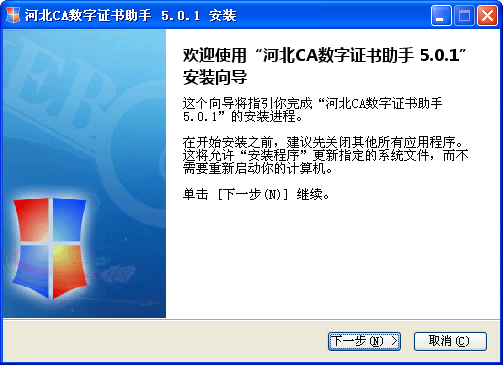 河北CA数字证书助手 5.0.1 安装
欢迎使用“河北CA数字证书助手 5.0.1”
安装向导
这个向导将指引你完成“河北CA数字证书助手
5.0.1”的安装进程。
在开始安装之前，建议先关闭其他所有应用程序。
这将允许“安装程序”更新指定的系统文件，而不
需要重新启动你的计算机。
单击 [下一步(N)] 继续。
下一步(N) >
取消(C)